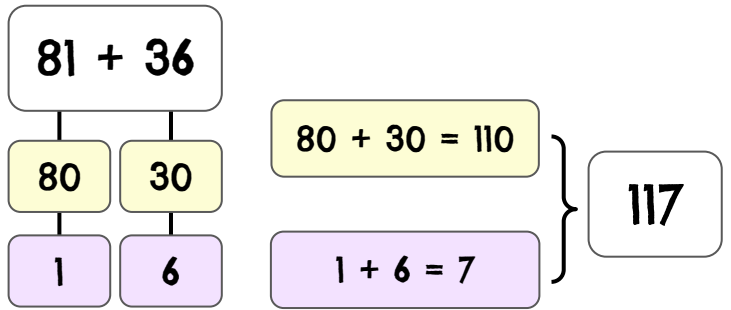 81 + 36
80 30
1 6
80 + 30 = 110
1 + 6 = 7
117